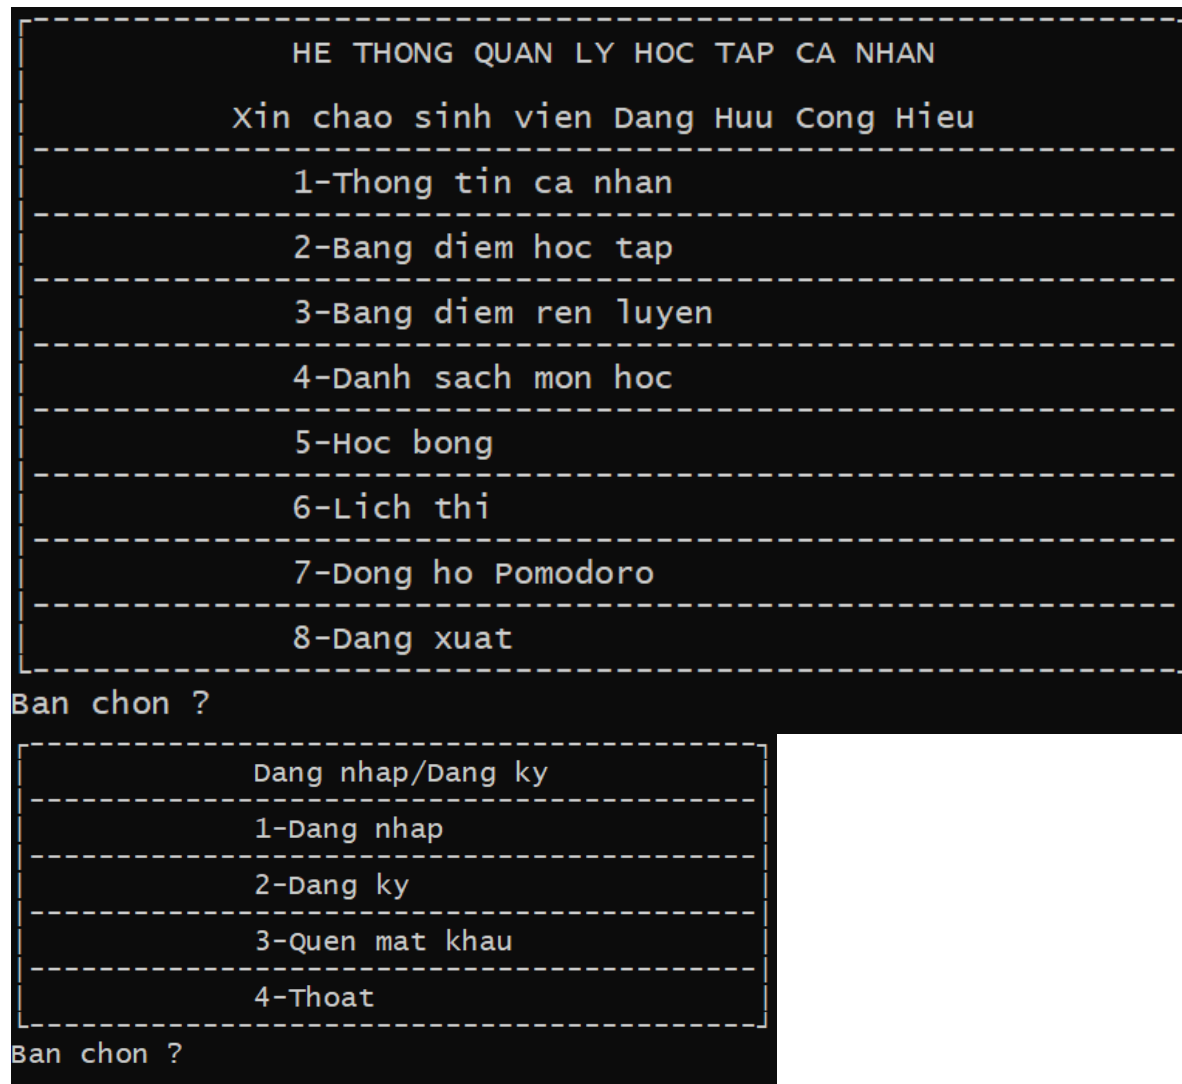 HE THONG QUAN LY HOC TAP CA NHAN
Xin chao sinh vien Dang Huu Cong Hieu
1-Thong tin ca nhan
2-Bang diem hoc tap
3-Bang diem ren luyen
4-Danh sach mon hoc
5-Hoc bong
6-Lich thi
7-Dong ho Pomodoro
8-Dang xuat
Ban chon ?
Dang nhap/Dang ky
1-Dang nhap
2-Dang ky
3-Quen mat khau
4-Thoat
Ban chon ?